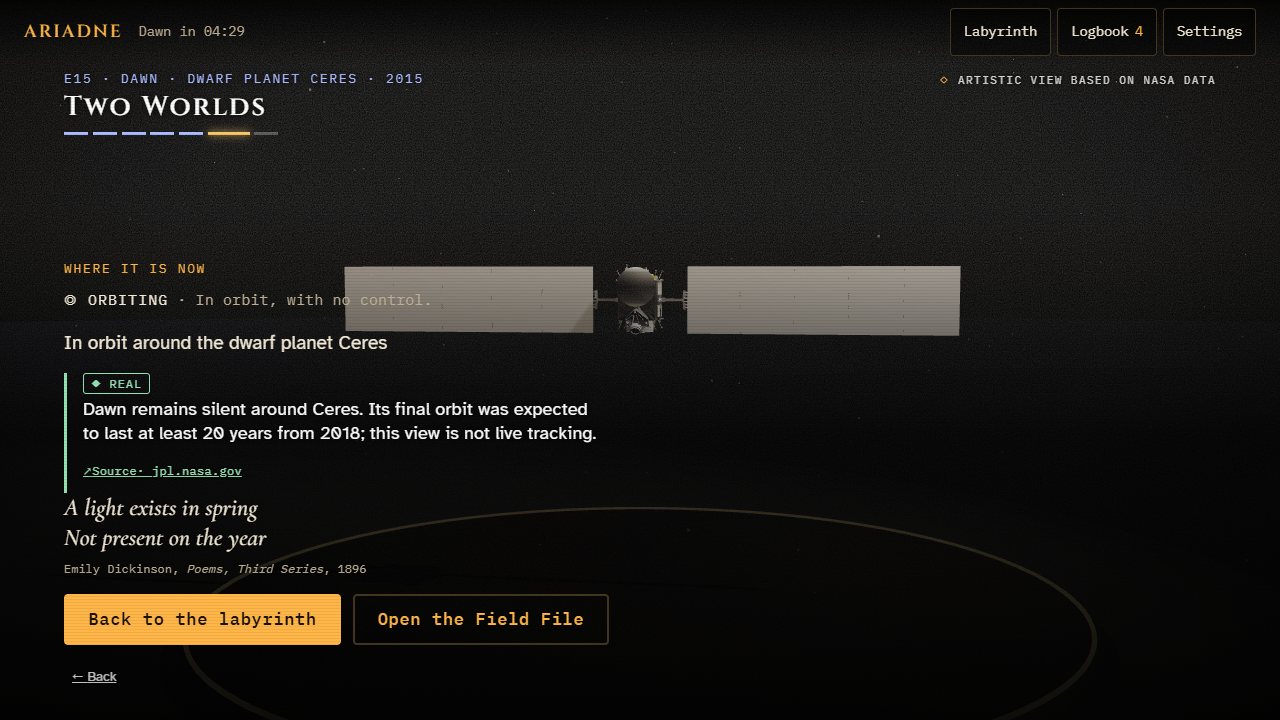 ARIADNE Dawn in 04:29 Labyrinth Logbook 4 Settings
E15 · DAWN · DWARF PLANET CERES · 2015
◇ ARTISTIC VIEW BASED ON NASA DATA
Two Worlds
WHERE IT IS NOW
◎ ORBITING · In orbit, with no control.
In orbit around the dwarf planet Ceres
◆ REAL
Dawn remains silent around Ceres. Its final orbit was expected
to last at least 20 years from 2018; this view is not live tracking.
↗Source· jpl.nasa.gov
A light exists in spring
Not present on the year
Emily Dickinson, Poems, Third Series, 1896
Back to the labyrinth Open the Field File
← Back